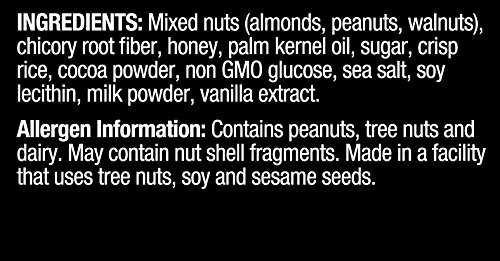 INGREDIENTS: Mixed nuts (almonds, peanuts, walnuts),
chicory root fiber, honey, palm kernel oil, sugar, crisp
rice, cocoa powder, non GMO glucose, sea salt, soy
lecithin, milk powder, vanilla extract.
Allergen Information: Contains peanuts, tree nuts and
dairy. May contain nut shell fragments. Made in a facility
that uses tree nuts, soy and sesame seeds.